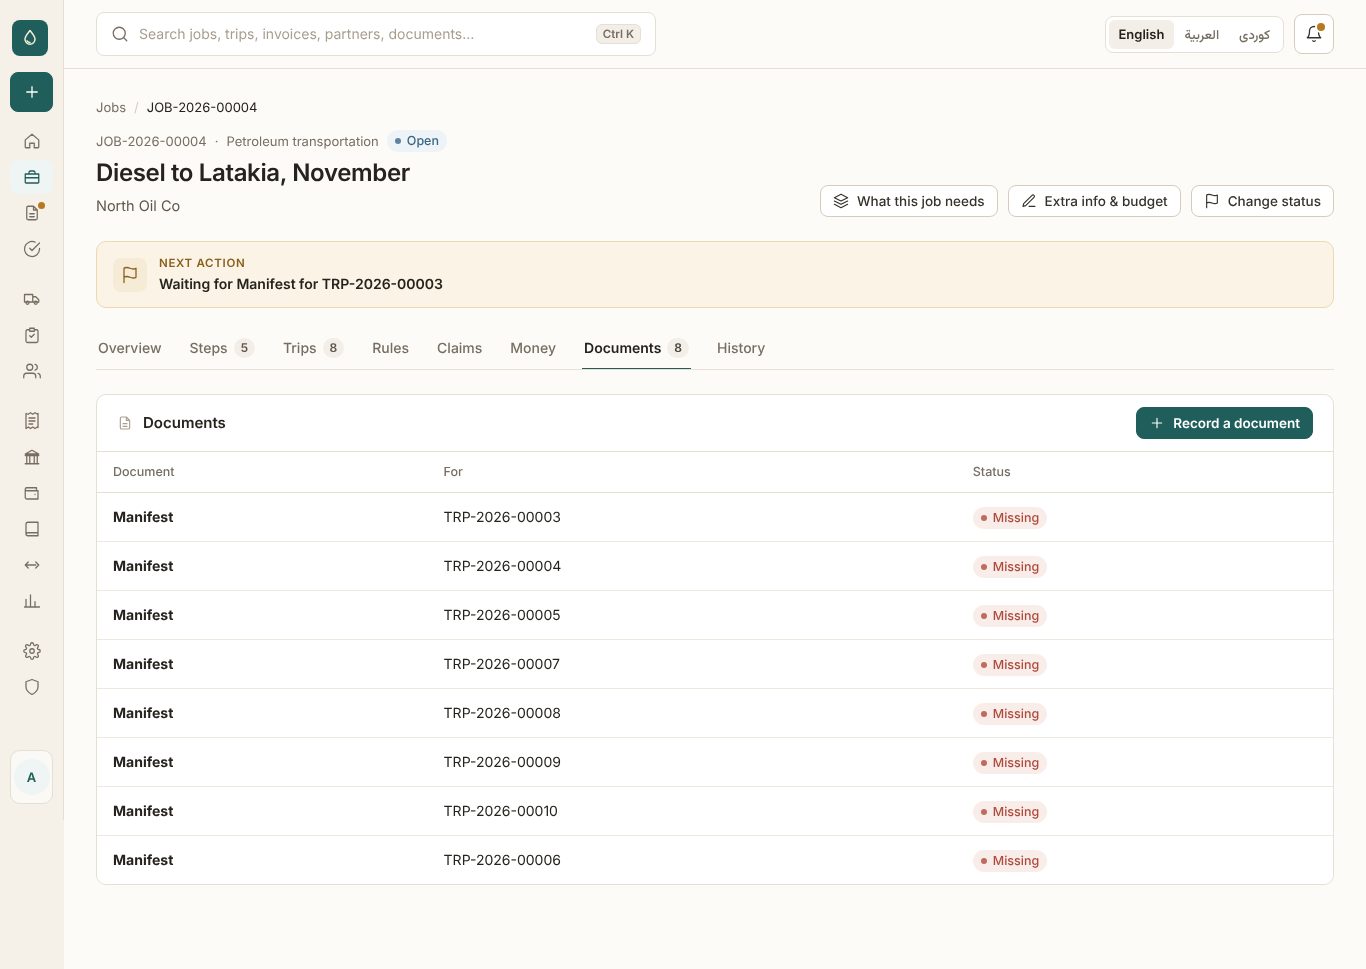 Search jobs, trips, invoices, partners, documents... Ctrl K
English العربية كوردی
Jobs / JOB-2026-00004
JOB-2026-00004 · Petroleum transportation Open
Diesel to Latakia, November
North Oil Co
What this job needs Extra info & budget Change status
NEXT ACTION
Waiting for Manifest for TRP-2026-00003
Overview Steps 5 Trips 8 Rules Claims Money Documents 8 History
Documents + Record a document
Document For Status
Manifest TRP-2026-00003 Missing
Manifest TRP-2026-00004 Missing
Manifest TRP-2026-00005 Missing
Manifest TRP-2026-00007 Missing
Manifest TRP-2026-00008 Missing
Manifest TRP-2026-00009 Missing
Manifest TRP-2026-00010 Missing
Manifest TRP-2026-00006 Missing
A